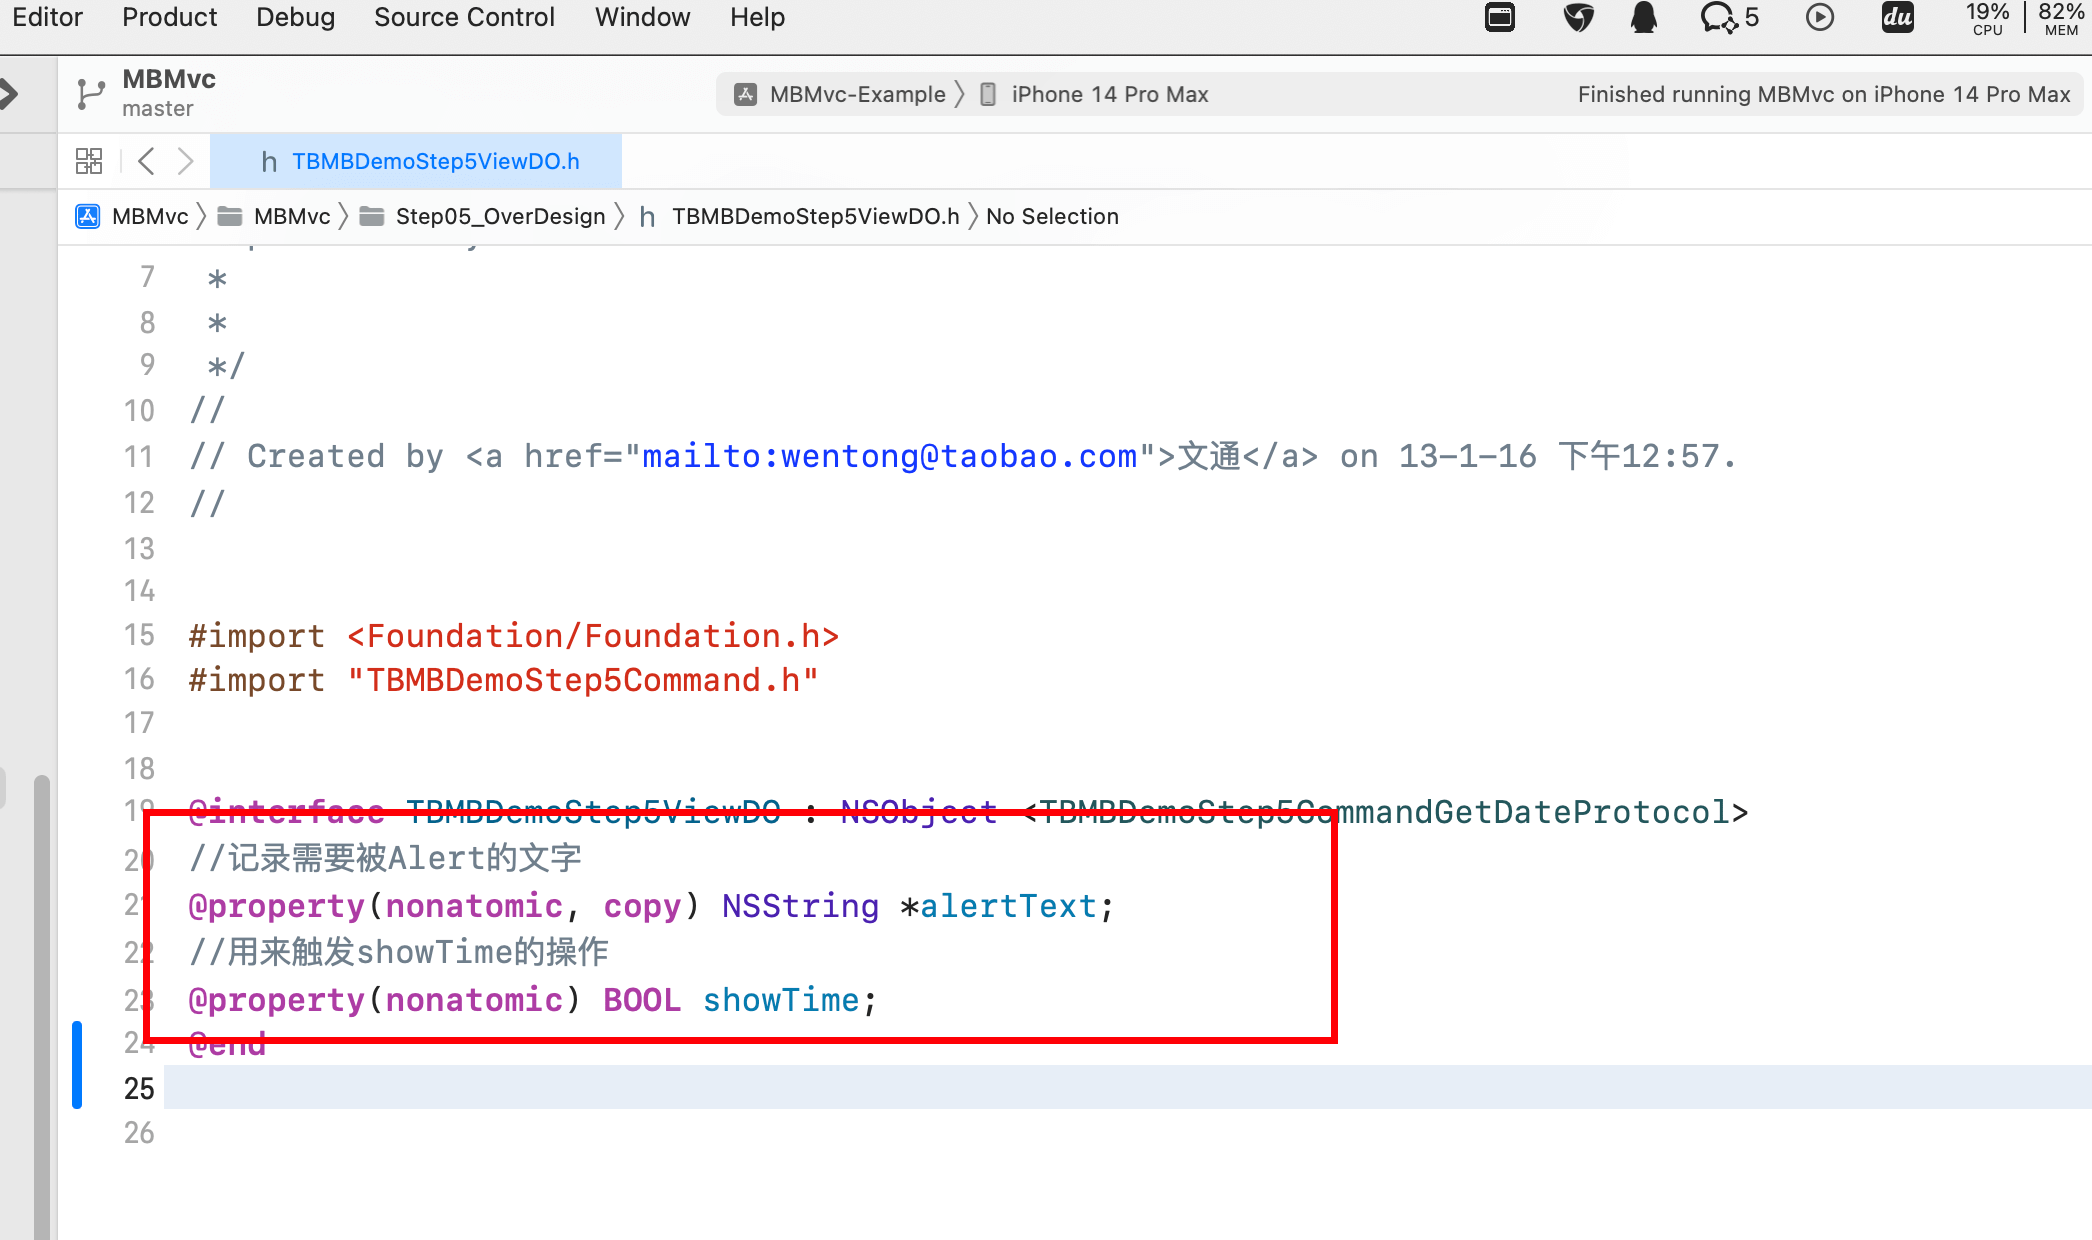 Editor Product Debug Source Control Window Help 5 du 19% CPU 82% MEM
MBMvc
master
MBMvc-Example iPhone 14 Pro Max Finished running MBMvc on iPhone 14 Pro Max
h TBMBDemoStep5ViewDO.h
MBMvc MBMvc Step05_OverDesign h TBMBDemoStep5ViewDO.h No Selection
7 *
8 *
9 */
10 //
11 // Created by <a href="mailto:wentong@taobao.com">文通</a> on 13-1-16 下午12:57.
12 //
13
14
15 #import <Foundation/Foundation.h>
16 #import "TBMBDemoStep5Command.h"
17
18
19 @interface TBMBDemoStep5ViewDO : NSObject <TBMBDemoStep5CommandGetDateProtocol>
20 //记录需要被Alert的文字
21 @property(nonatomic, copy) NSString *alertText;
22 //用来触发showTime的操作
23 @property(nonatomic) BOOL showTime;
24 @end
25
26